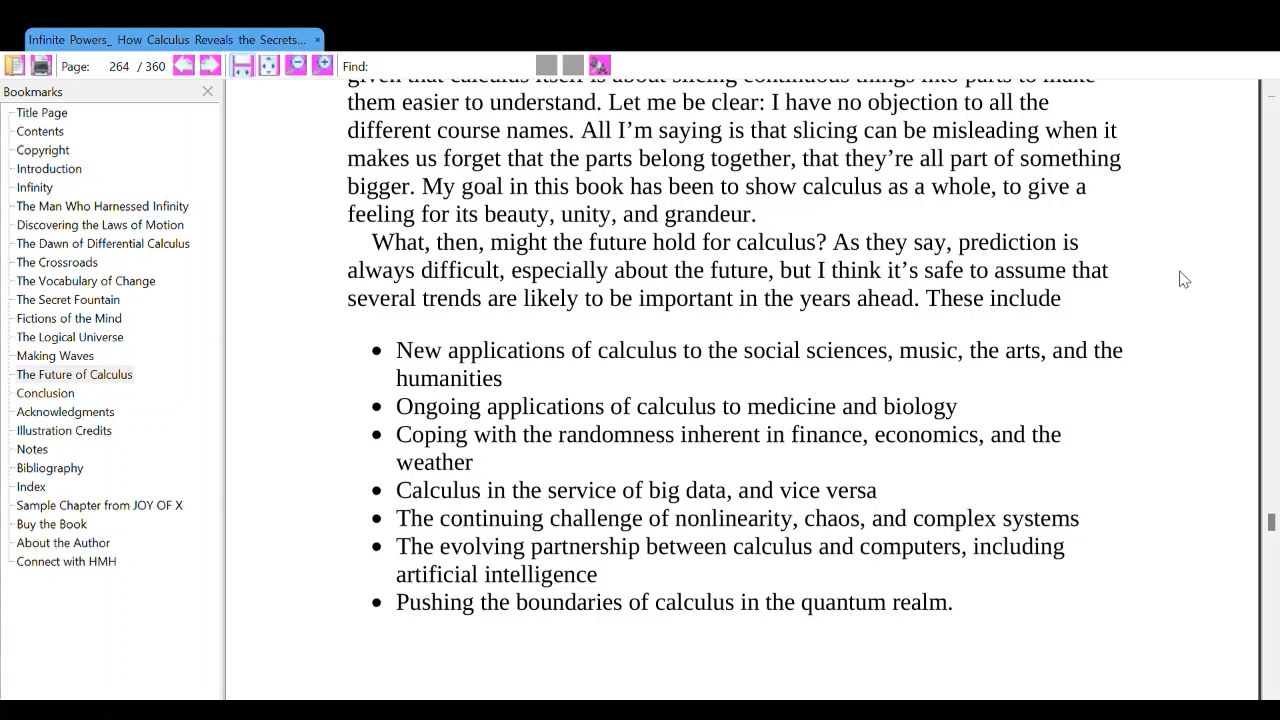 Infinite Powers_ How Calculus Reveals the Secrets... ×
Page: 264 / 360 Find:
Bookmarks
Title Page
Contents
Copyright
Introduction
Infinity
The Man Who Harnessed Infinity
Discovering the Laws of Motion
The Dawn of Differential Calculus
The Crossroads
The Vocabulary of Change
The Secret Fountain
Fictions of the Mind
The Logical Universe
Making Waves
The Future of Calculus
Conclusion
Acknowledgments
Illustration Credits
Notes
Bibliography
Index
Sample Chapter from JOY OF X
Buy the Book
About the Author
Connect with HMH
given that calculus itself is about slicing continuous things into parts to make
them easier to understand. Let me be clear: I have no objection to all the
different course names. All I’m saying is that slicing can be misleading when it
makes us forget that the parts belong together, that they’re all part of something
bigger. My goal in this book has been to show calculus as a whole, to give a
feeling for its beauty, unity, and grandeur.
What, then, might the future hold for calculus? As they say, prediction is
always difficult, especially about the future, but I think it’s safe to assume that
several trends are likely to be important in the years ahead. These include
• New applications of calculus to the social sciences, music, the arts, and the
humanities
• Ongoing applications of calculus to medicine and biology
• Coping with the randomness inherent in finance, economics, and the
weather
• Calculus in the service of big data, and vice versa
• The continuing challenge of nonlinearity, chaos, and complex systems
• The evolving partnership between calculus and computers, including
artificial intelligence
• Pushing the boundaries of calculus in the quantum realm.